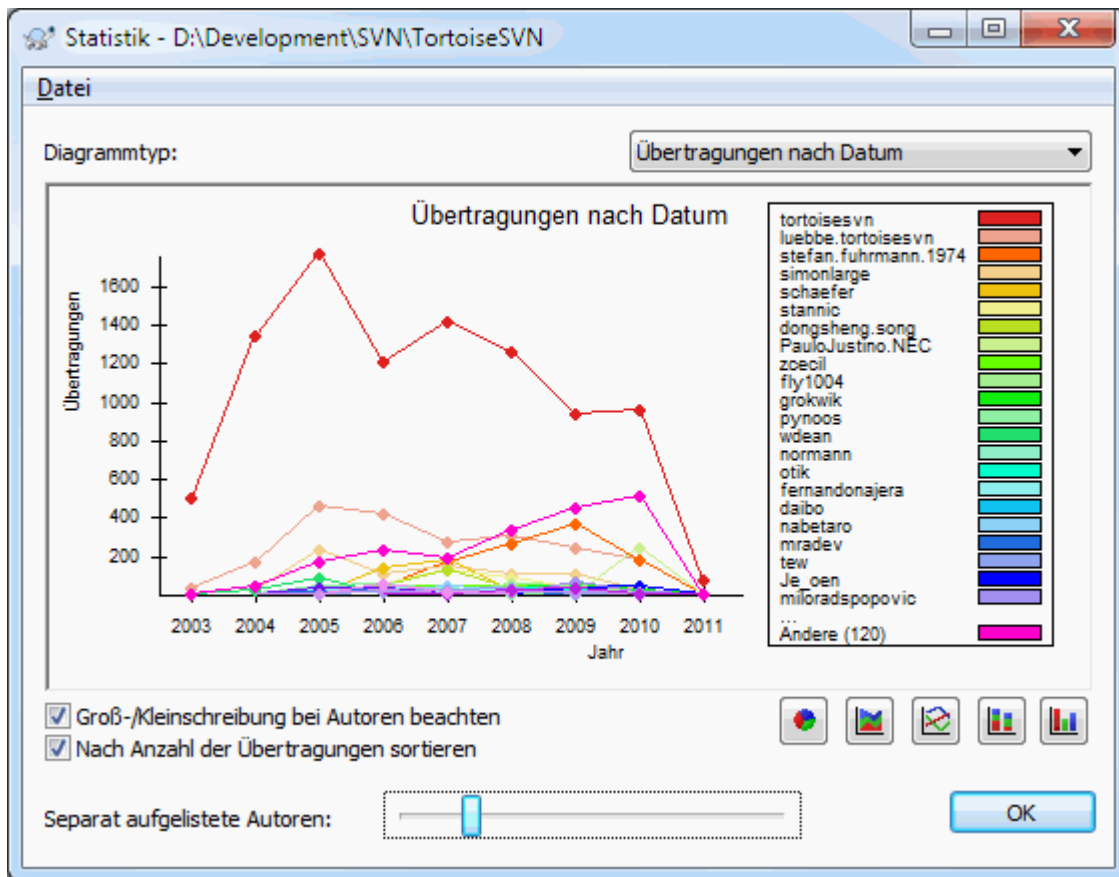 Statistik - D:\Development\SVN\TortoiseSVN
Datei
Diagrammtyp:
Übertragungen nach Datum
Übertragungen nach Datum
Übertragungen
1600
1400
1200
1000
800
600
400
200
2003 2004 2005 2006 2007 2008 2009 2010 2011
Jahr
tortoisesvn
luebbe.tortoisesvn
stefan.fuhrmann.1974
simonlarge
schaefer
stannic
dongsheng.song
PauloJustino.NEC
zcecil
fly1004
grokwik
pynoos
wdean
normann
otik
fernandonajera
daibo
nabetaro
mradev
tew
Je_oen
miloradspopovic
...
Andere (120)
Groß-/Kleinschreibung bei Autoren beachten
Nach Anzahl der Übertragungen sortieren
Separat aufgelistete Autoren:
OK